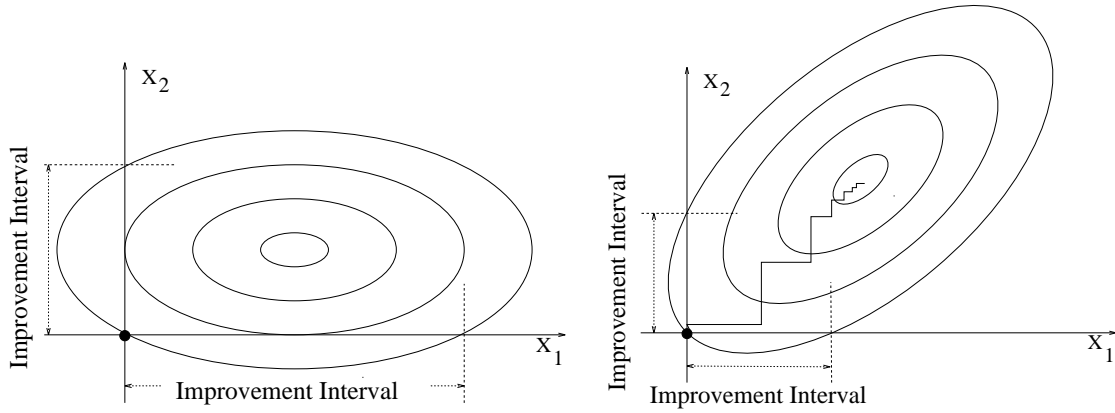 X2
Improvement Interval
X1
Improvement Interval
X2
Improvement Interval
X1
Improvement Interval